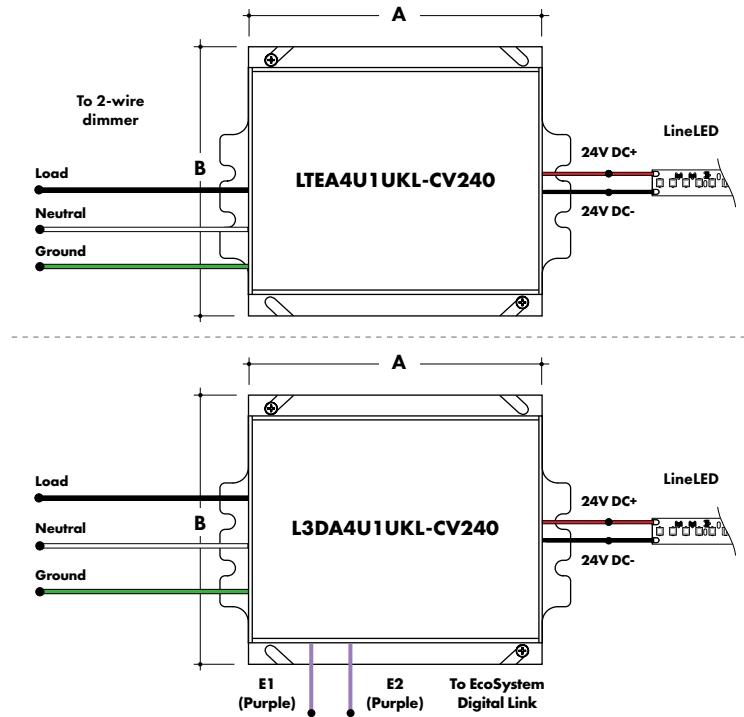 A
To 2-wire
dimmer
LineLED
24V DC+
Load
B
LTEA4U1UKL-CV240
Neutral
24V DC-
Ground
A
Load
LineLED
24V DC+
Neutral
B
L3DA4U1UKL-CV240
24V DC-
Ground
E1
(Purple)
E2
(Purple)
To EcoSystem
Digital Link